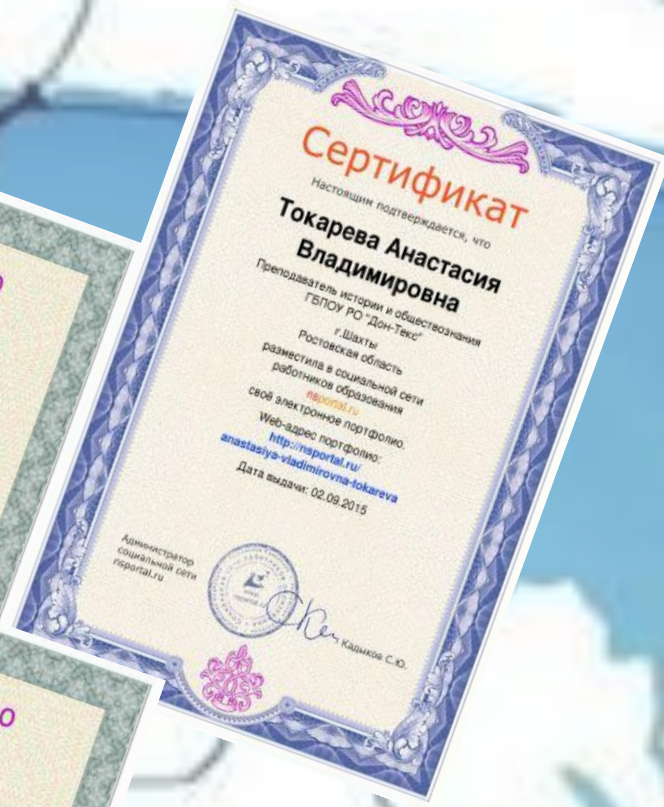 Сертификат
Настоящим подтверждается, что
Токарева Анастасия
Владимировна
Преподаватель истории и обществознания
ГБПОУ РО "Дон-Текс"
г.Шахты
Ростовская область
разместила в социальной сети
работников образования
nsportal.ru
своё электронное портфолио.
Web-адрес портфолио:
http://nsportal.ru/
anastasiya-vladimirovna-tokareva
Дата выдачи: 02.09.2015
Администратор
социальной сети
nsportal.ru
Кадыков С.Ю.